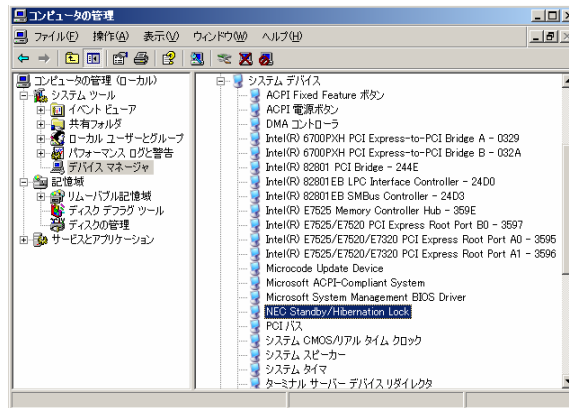 コンピュータの管理
ファイル(F) 操作(A) 表示(V) ウィンドウ(W) ヘルプ(H)
コンピュータの管理 (ローカル)
システム ツール
イベント ビューア
共有フォルダ
ローカル ユーザーとグループ
パフォーマンス ログと警告
デバイス マネージャ
記憶域
リムーバブル記憶域
ディスク デフラグ ツール
ディスクの管理
サービスとアプリケーション
システム デバイス
ACPI Fixed Feature ボタン
ACPI 電源ボタン
DMA コントローラ
Intel(R) 6700PXH PCI Express-to-PCI Bridge A - 0329
Intel(R) 6700PXH PCI Express-to-PCI Bridge B - 032A
Intel(R) 82801 PCI Bridge - 244E
Intel(R) 82801EB LPC Interface Controller - 24D0
Intel(R) 82801EB SMBus Controller - 24D3
Intel(R) E7525 Memory Controller Hub - 359E
Intel(R) E7525/E7520 PCI Express Root Port B0 - 3597
Intel(R) E7525/E7520/E7320 PCI Express Root Port A0 - 3595
Intel(R) E7525/E7520/E7320 PCI Express Root Port A1 - 3596
Microcode Update Device
Microsoft ACPI-Compliant System
Microsoft System Management BIOS Driver
NEC Standby/Hibernation Lock
PCI バス
システム CMOS/リアル タイム クロック
システム スピーカー
システム タイマ
ターミナル サーバー デバイス リダイレクタ